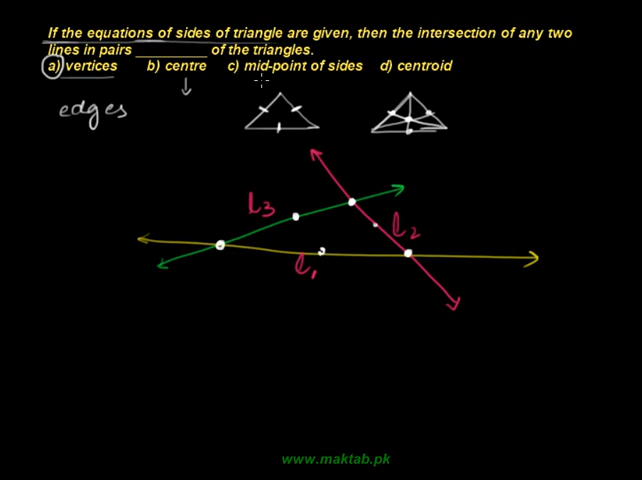 If the equations of sides of triangle are given, then the intersection of any two
lines in pairs __________ of the triangles.
a) vertices b) centre c) mid-point of sides d) centroid
edges
l3
l2
l1
www.maktab.pk